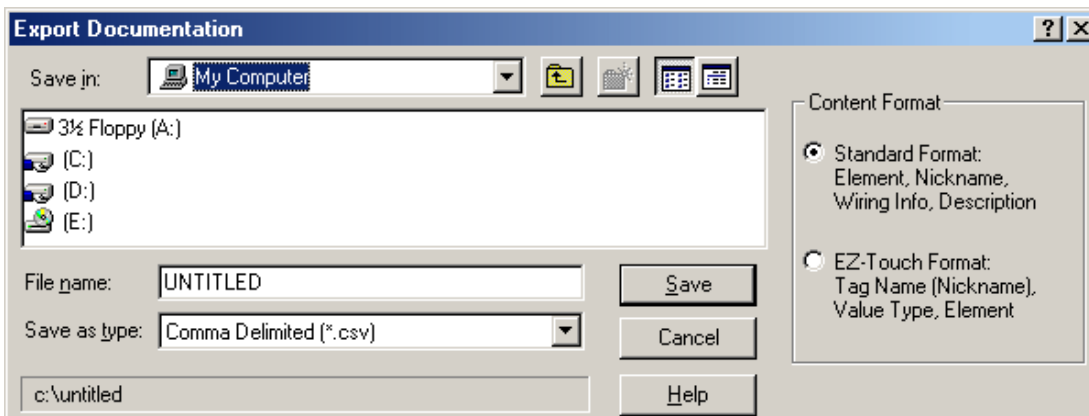 Export Documentation
Save in:
My Computer
3½ Floppy (A:)
(C:)
(D:)
(E:)
File name:
UNTITLED
Save as type:
Comma Delimited (*.csv)
c:\untitled
Save
Cancel
Help
Content Format
Standard Format:
Element, Nickname,
Wiring Info, Description
EZ-Touch Format:
Tag Name (Nickname),
Value Type, Element